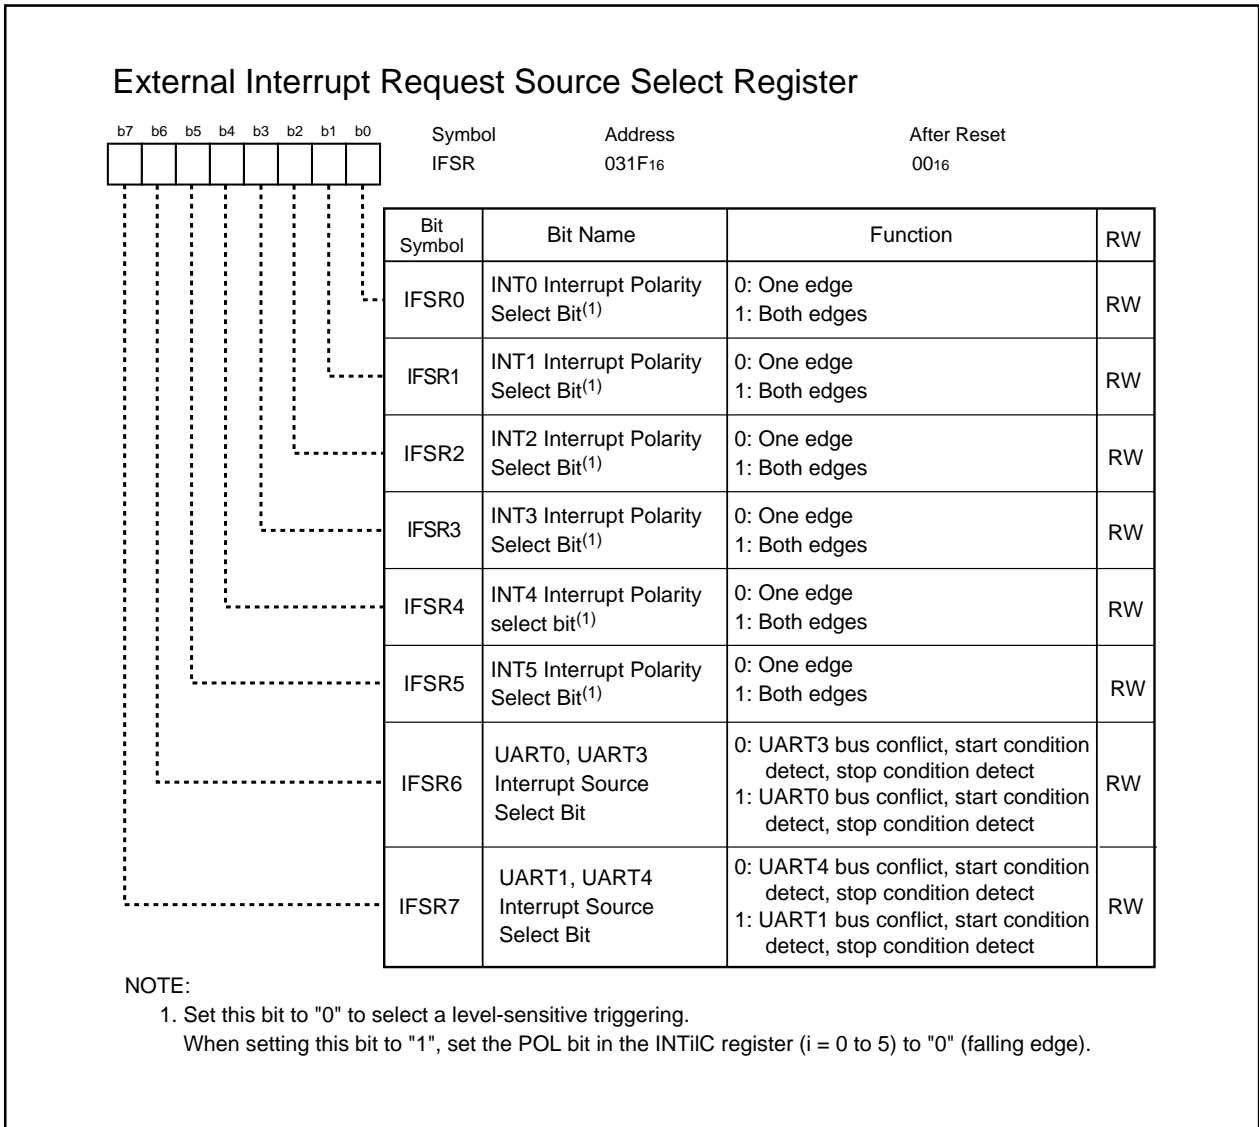 External Interrupt Request Source Select Register
b7 b6 b5 b4 b3 b2 b1 b0
Symbol Address After Reset
IFSR 031F16 0016
Bit Symbol Bit Name Function RW
IFSR0 INT0 Interrupt Polarity 0: One edge RW
Select Bit(1) 1: Both edges
IFSR1 INT1 Interrupt Polarity 0: One edge RW
Select Bit(1) 1: Both edges
IFSR2 INT2 Interrupt Polarity 0: One edge RW
Select Bit(1) 1: Both edges
IFSR3 INT3 Interrupt Polarity 0: One edge RW
Select Bit(1) 1: Both edges
IFSR4 INT4 Interrupt Polarity 0: One edge RW
select bit(1) 1: Both edges
IFSR5 INT5 Interrupt Polarity 0: One edge RW
Select Bit(1) 1: Both edges
IFSR6
UART0, UART3
Interrupt Source
Select Bit
0: UART3 bus conflict, start condition
detect, stop condition detect
1: UART0 bus conflict, start condition
detect, stop condition detect
RW
IFSR7
UART1, UART4
Interrupt Source
Select Bit
0: UART4 bus conflict, start condition
detect, stop condition detect
1: UART1 bus conflict, start condition
detect, stop condition detect
RW
NOTE:
1. Set this bit to "0" to select a level-sensitive triggering.
When setting this bit to "1", set the POL bit in the INTiIC register (i = 0 to 5) to "0" (falling edge).